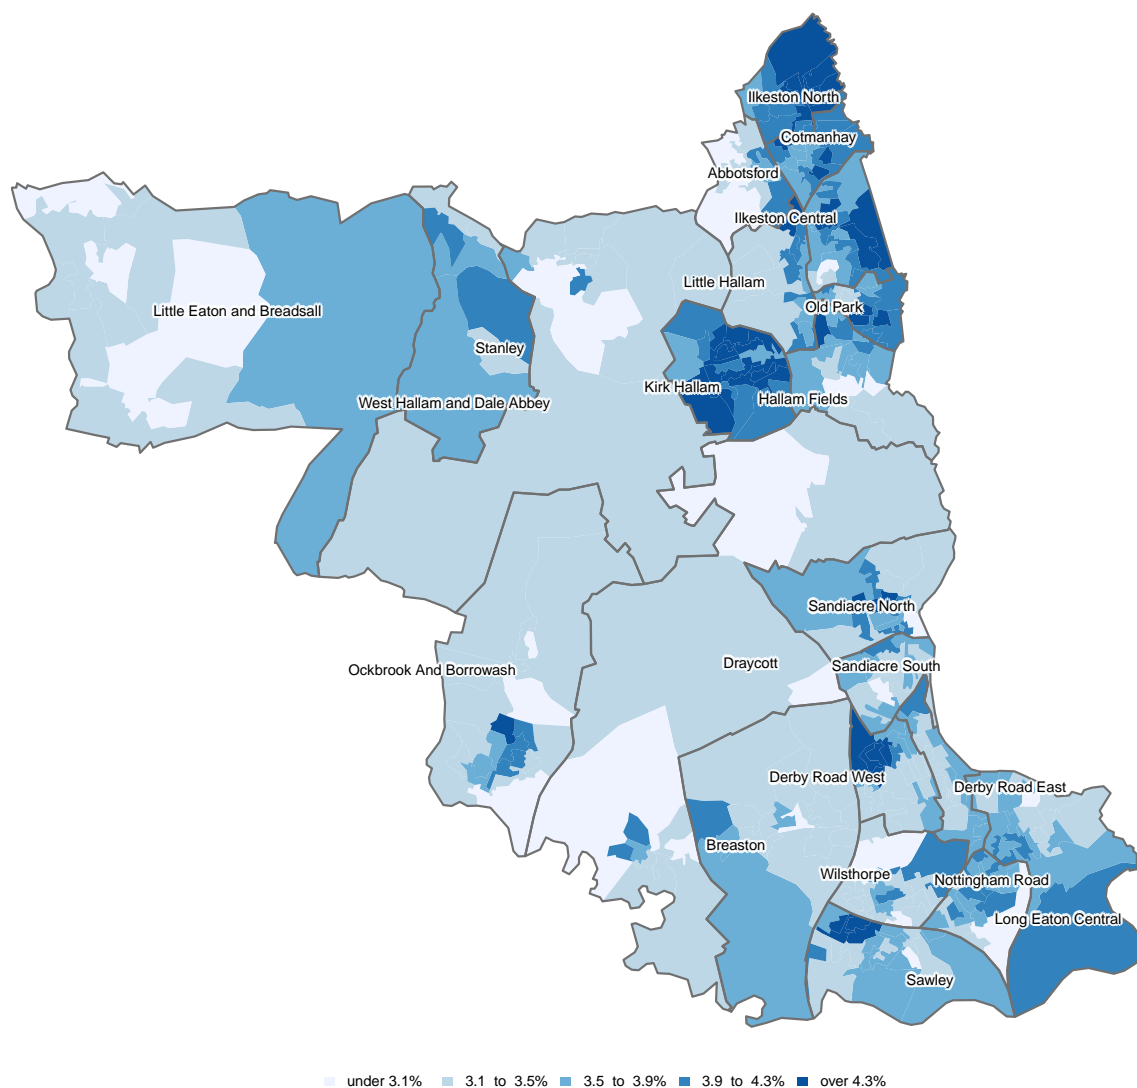 Ilkeston North
Cotmanhay
Abbotsford
Ilkeston Central
Little Hallam
Old Park
Little Eaton and Breadsall
Stanley
Kirk Hallam
Hallam Fields
West Hallam and Dale Abbey
Sandiacre North
Ockbrook And Borrowash
Draycott
Sandiacre South
Derby Road West
Derby Road East
Breaston
Wilsthorpe
Nottingham Road
Long Eaton Central
Sawley
under 3.1% 3.1 to 3.5% 3.5 to 3.9% 3.9 to 4.3% over 4.3%